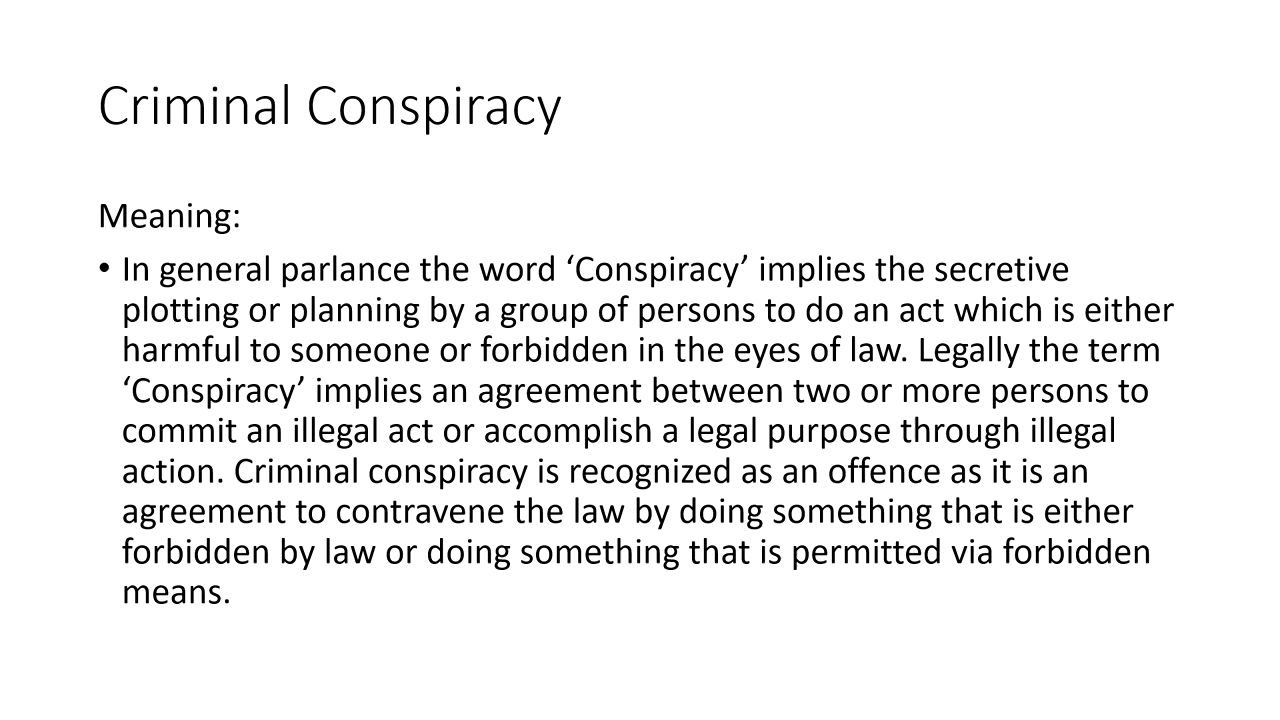 Criminal Conspiracy
Meaning:
• In general parlance the word ‘Conspiracy’ implies the secretive
plotting or planning by a group of persons to do an act which is either
harmful to someone or forbidden in the eyes of law. Legally the term
‘Conspiracy’ implies an agreement between two or more persons to
commit an illegal act or accomplish a legal purpose through illegal
action. Criminal conspiracy is recognized as an offence as it is an
agreement to contravene the law by doing something that is either
forbidden by law or doing something that is permitted via forbidden
means.